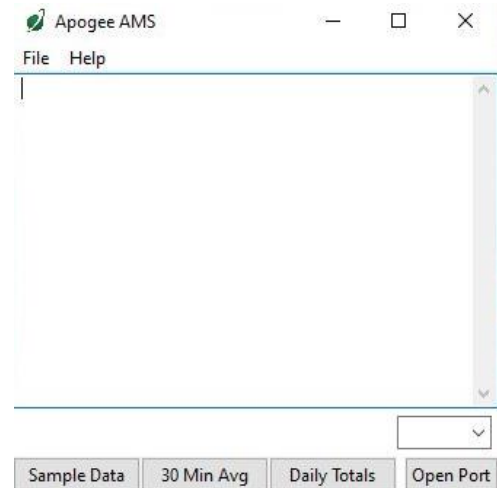 Apogee AMS
File Help
Sample Data 30 Min Avg Daily Totals Open Port